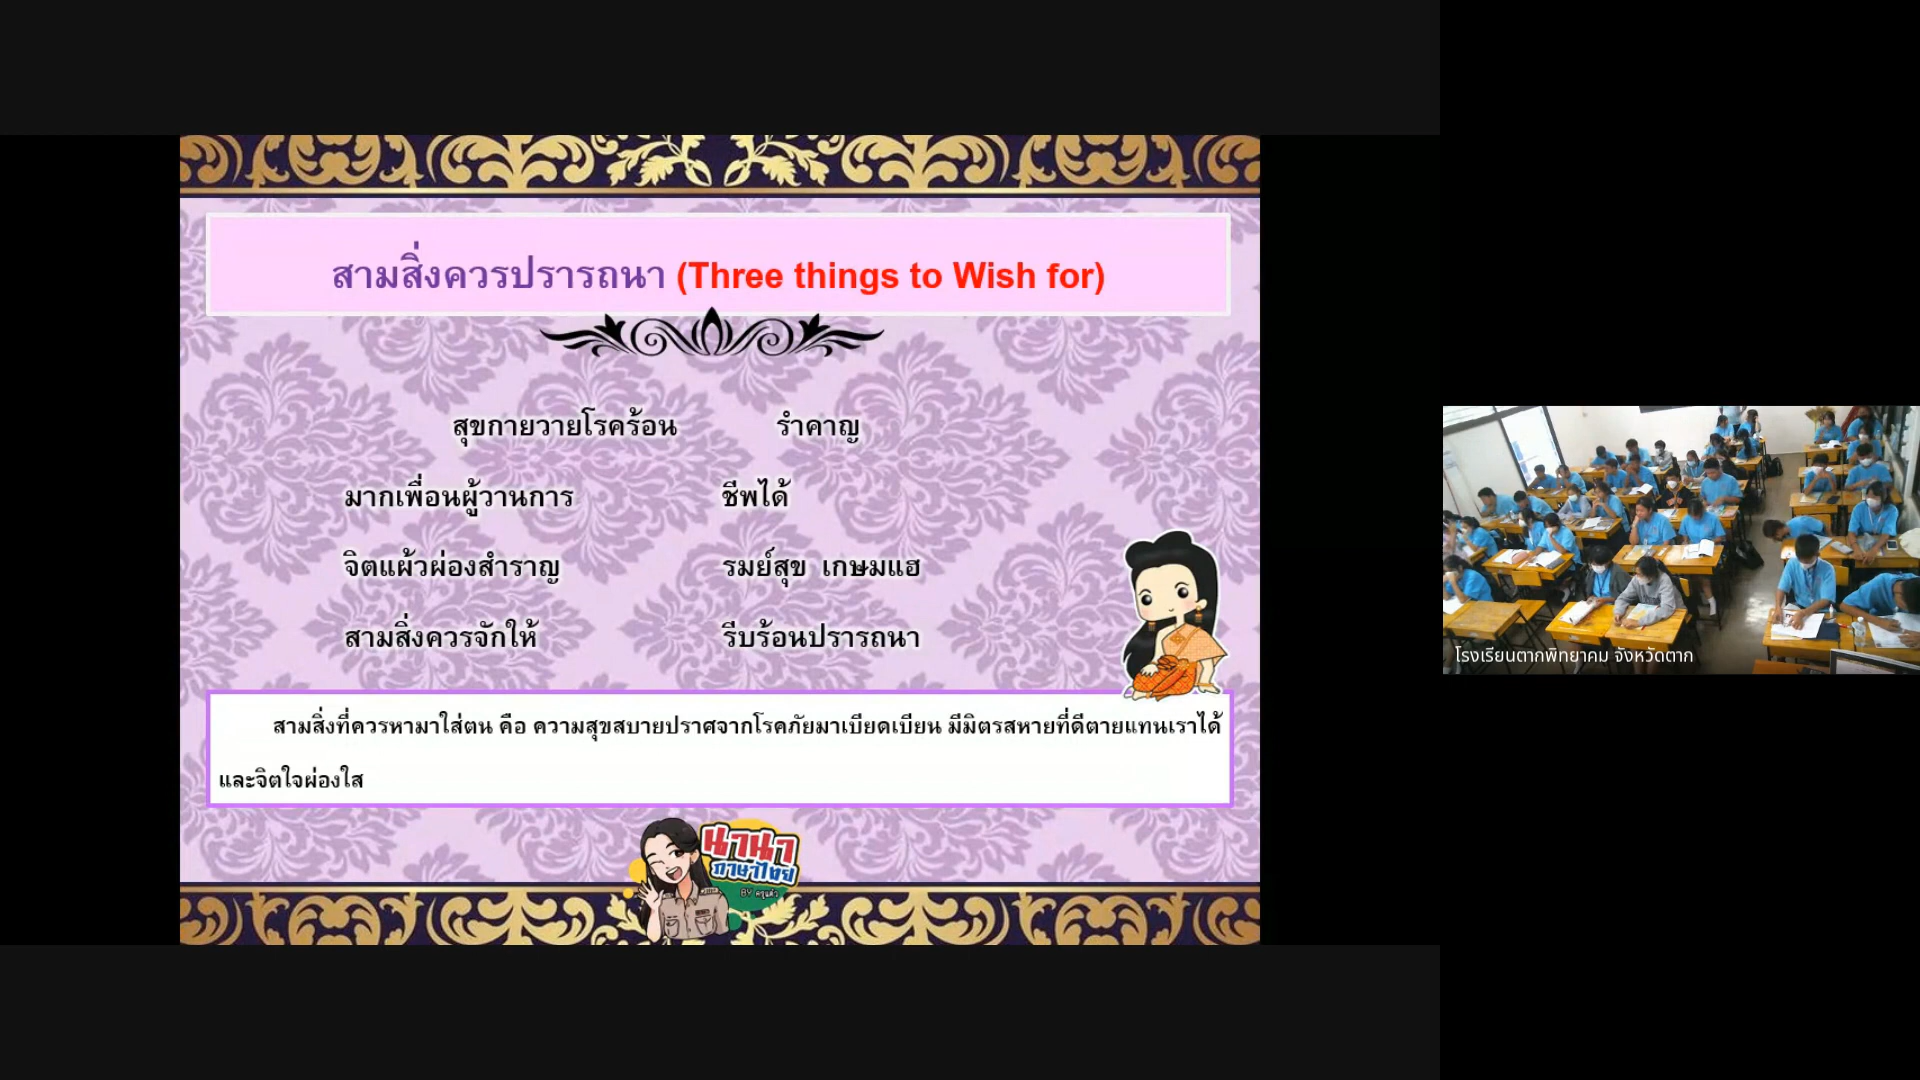 สามสิ่งควรปรารถนา (Three things to Wish for)
สุขกายวายโรคร้อน รำคาญ
มากเพื่อนผู้วานการ ชีพได้
จิตแผ้วผ่องสำราญ รมย์สุข เกษมแฮ
สามสิ่งควรจักให้ รีบร้อนปรารถนา
สามสิ่งที่ควรหามาใส่ตน คือ ความสุขสบายปราศจากโรคภัยมาเบียดเบียน มีมิตรสหายที่ดีตายแทนเราได้
และจิตใจผ่องใส
นานา
ภาษาไทย
BY ครูแต้ว
โรงเรียนตากพิทยาคม จังหวัดตาก